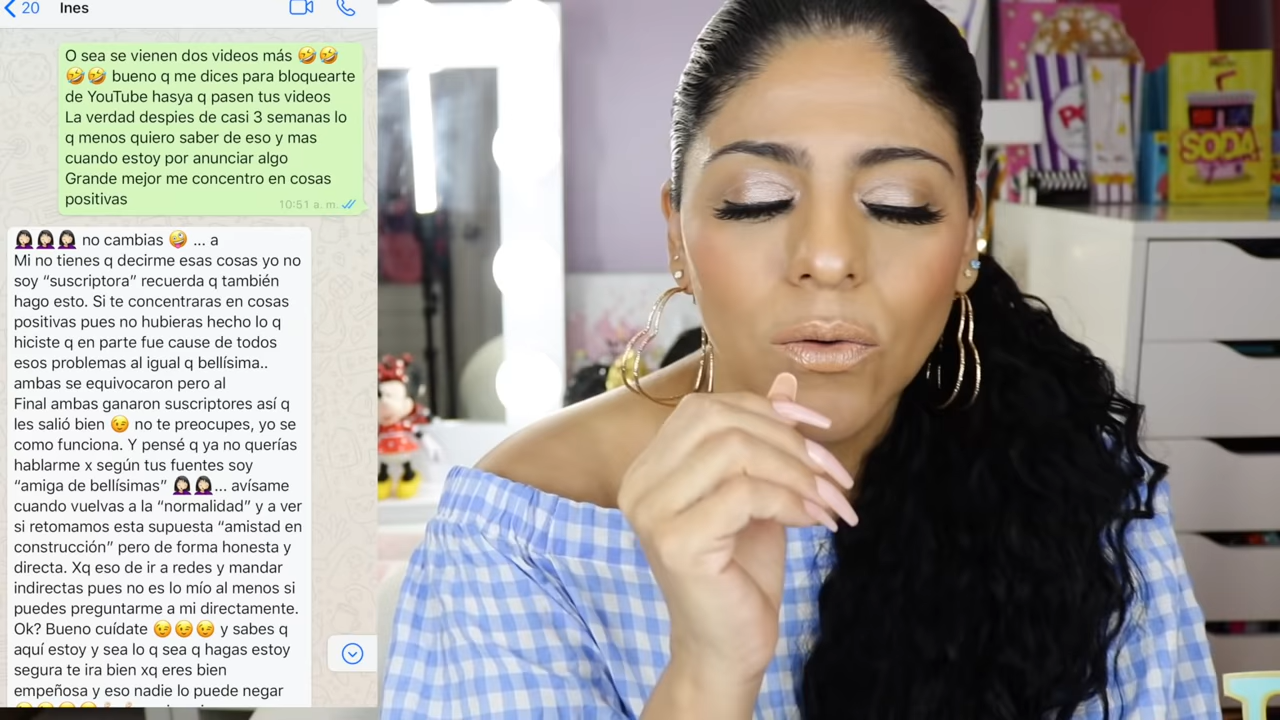 20 Ines
O sea se vienen dos videos más 🤣🤣
🤣🤣 bueno q me dices para bloquearte
de YouTube hasya q pasen tus videos
La verdad despies de casi 3 semanas lo
q menos quiero saber de eso y mas
cuando estoy por anunciar algo
Grande mejor me concentro en cosas
positivas
10:51 a. m.
🤦🏻‍♀️🤦🏻‍♀️🤦🏻‍♀️ no cambias 🤪 ... a
Mi no tienes q decirme esas cosas yo no
soy “suscriptora” recuerda q también
hago esto. Si te concentraras en cosas
positivas pues no hubieras hecho lo q
hiciste q en parte fue cause de todos
esos problemas al igual q bellísima..
ambas se equivocaron pero al
Final ambas ganaron suscriptores así q
les salió bien 😉 no te preocupes, yo se
como funciona. Y pensé q ya no querías
hablarme x según tus fuentes soy
“amiga de bellísimas” 🤦🏻‍♀️🤦🏻‍♀️... avísame
cuando vuelvas a la “normalidad” y a ver
si retomamos esta supuesta “amistad en
construcción” pero de forma honesta y
directa. Xq eso de ir a redes y mandar
indirectas pues no es lo mío al menos si
puedes preguntarme a mi directamente.
Ok? Bueno cuídate 😉😉😉 y sabes q
aquí estoy y sea lo q sea q hagas estoy
segura te ira bien xq eres bien
empeñosa y eso nadie lo puede negar
SODA